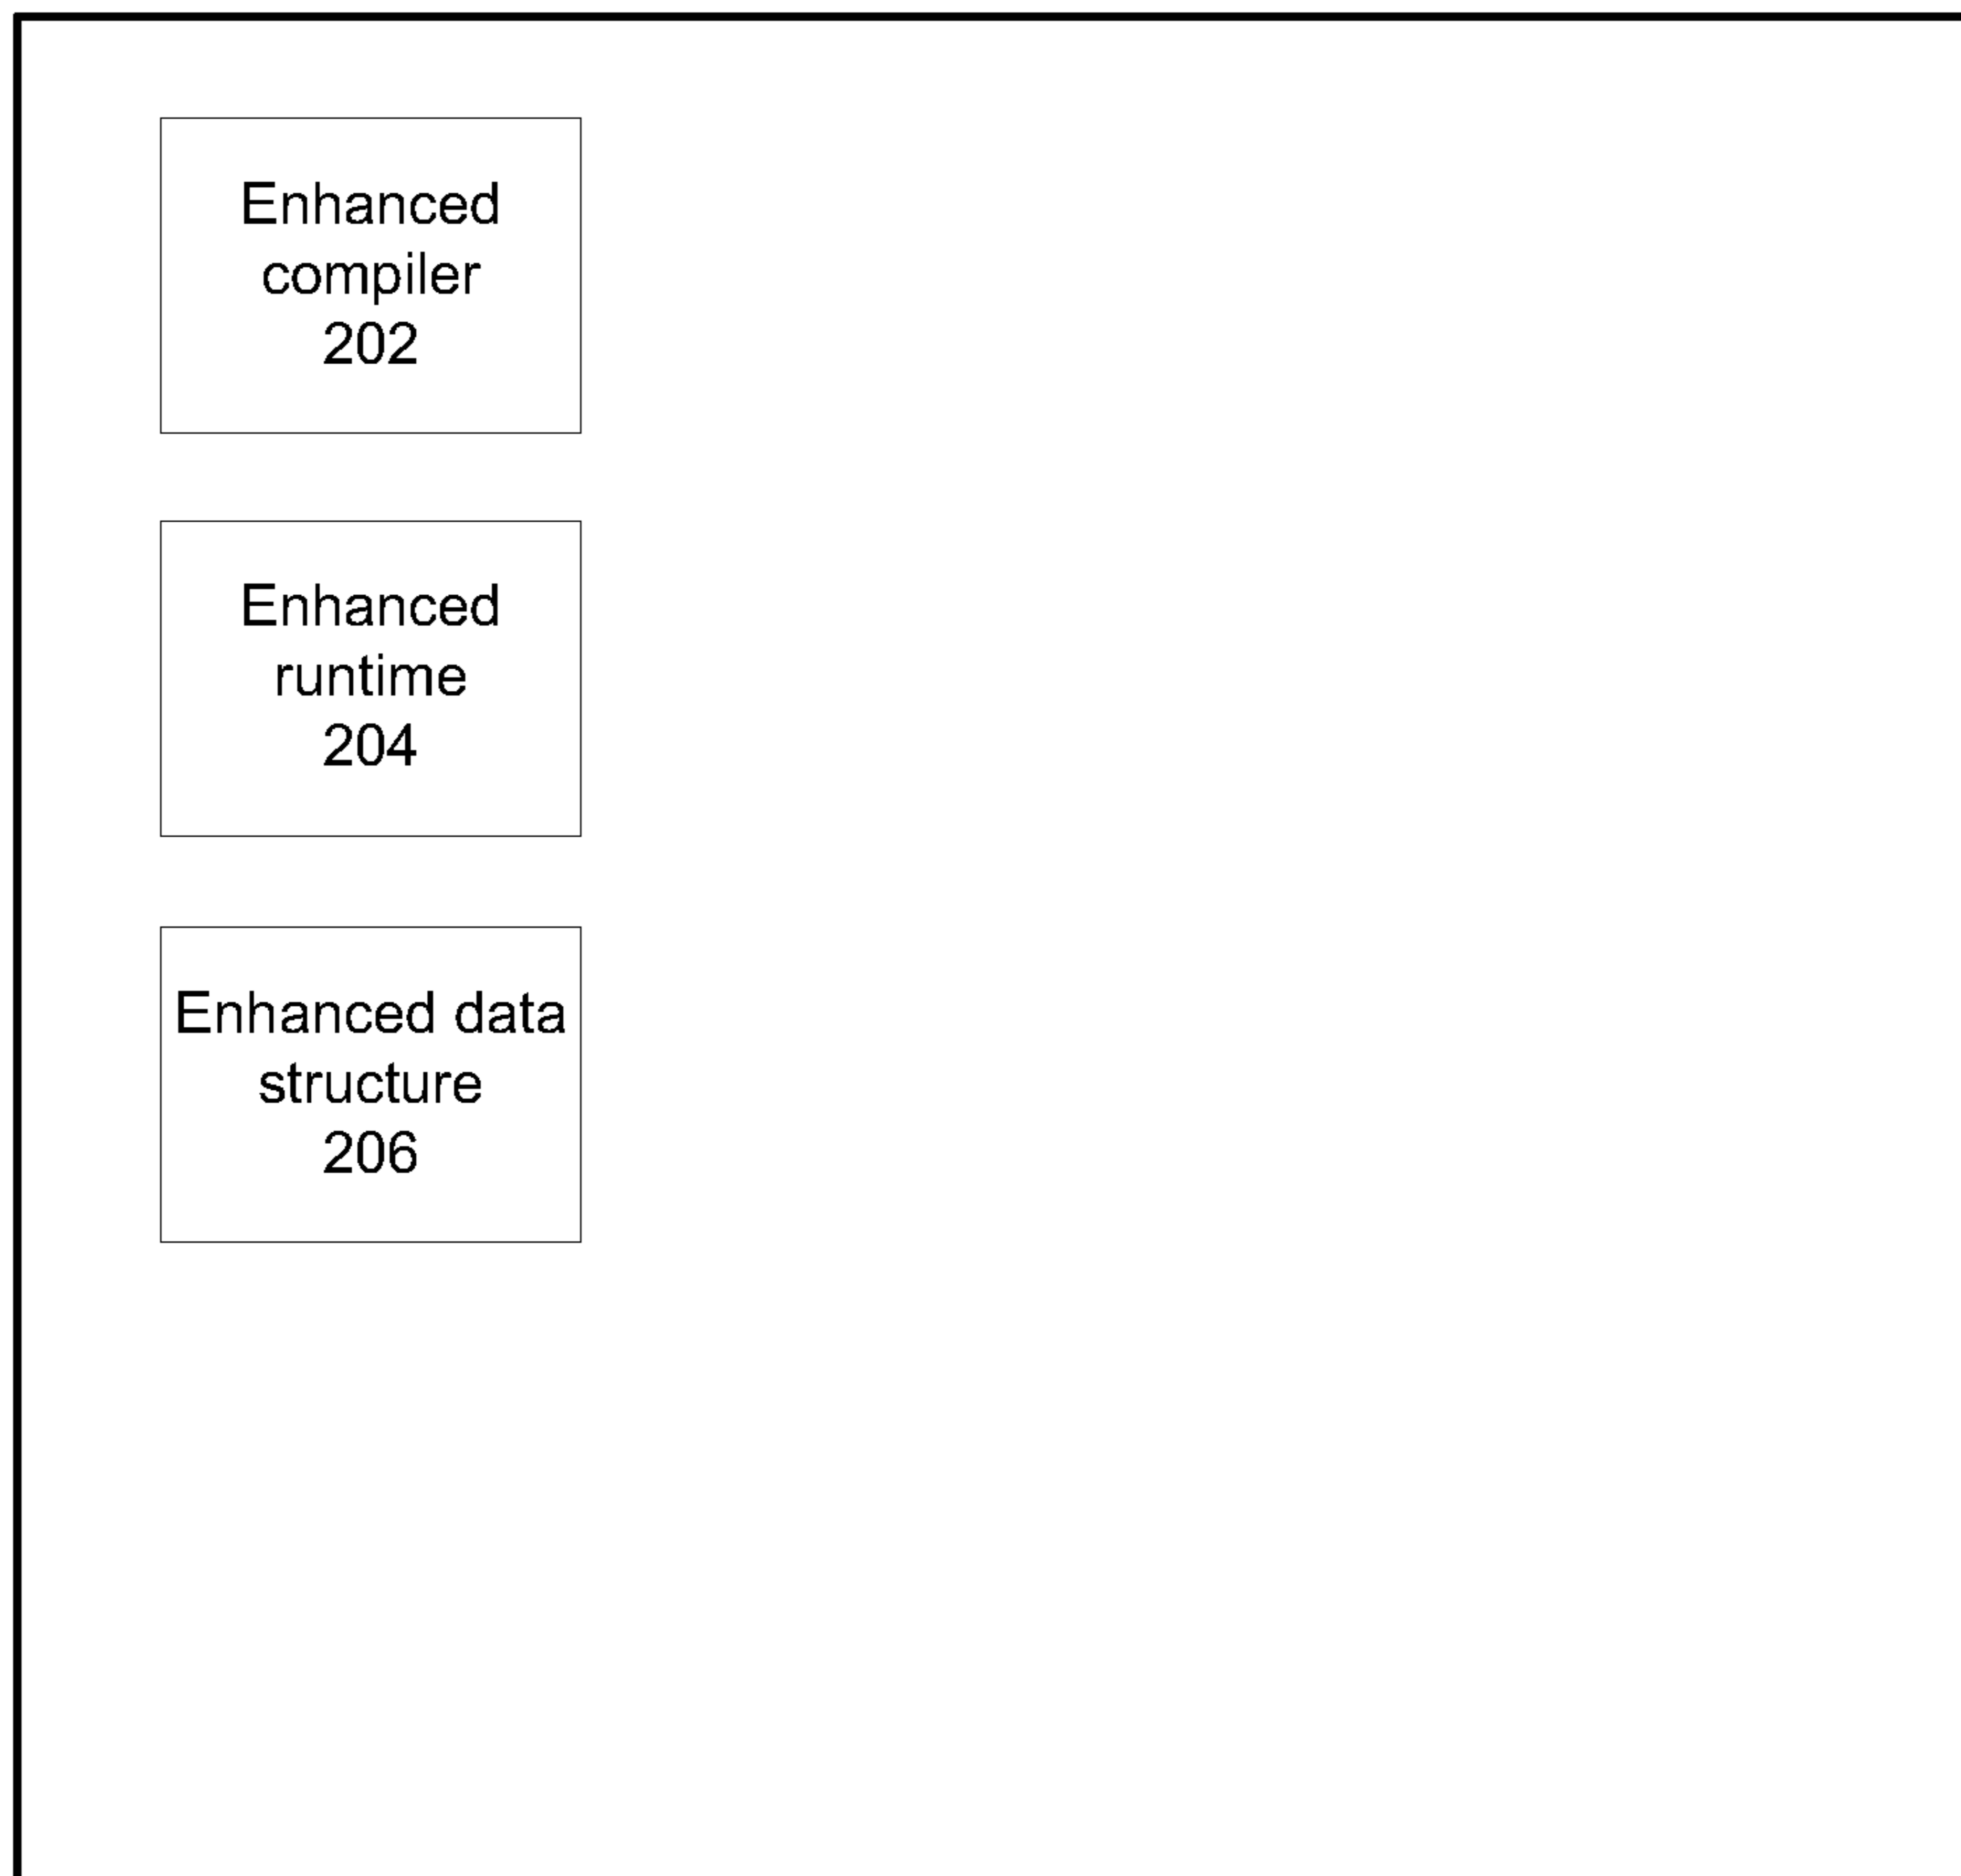 Enhanced
compiler
202
Enhanced
runtime
204
Enhanced data
structure
206